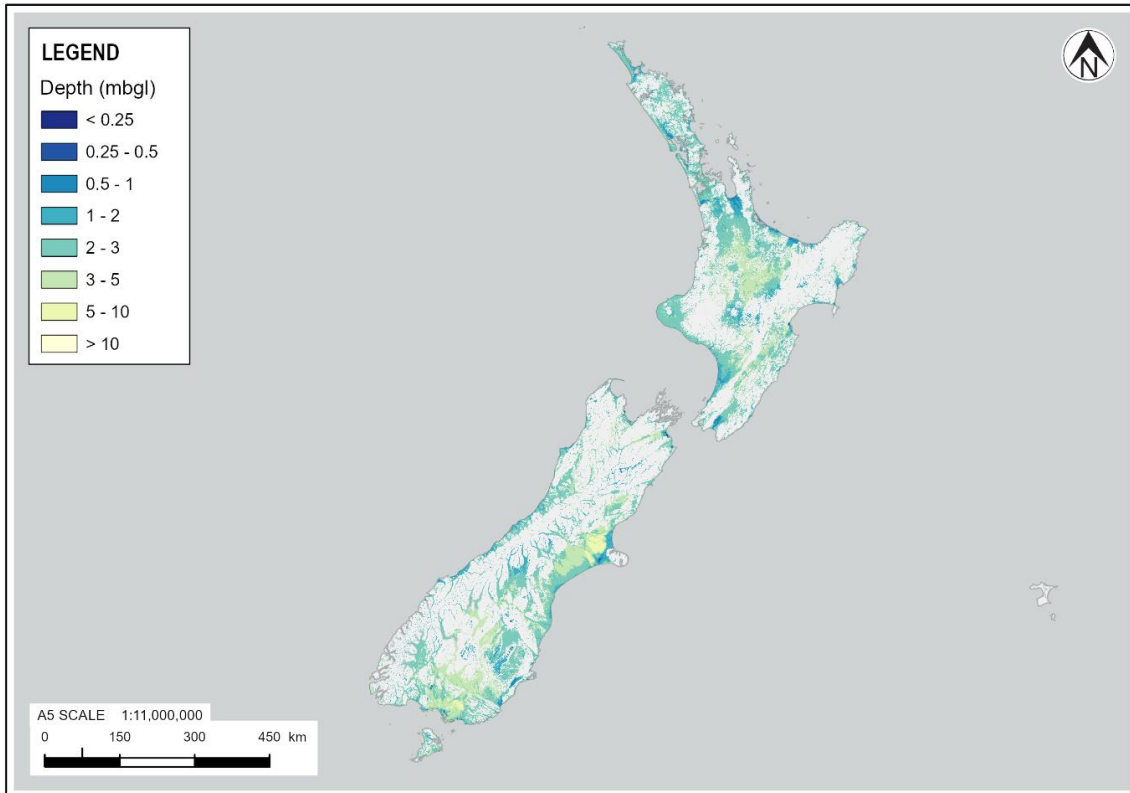 LEGEND
Depth (mbgl)
< 0.25
0.25 - 0.5
0.5 - 1
1 - 2
2 - 3
3 - 5
5 - 10
> 10
N
A5 SCALE 1:11,000,000
0 150 300 450 km